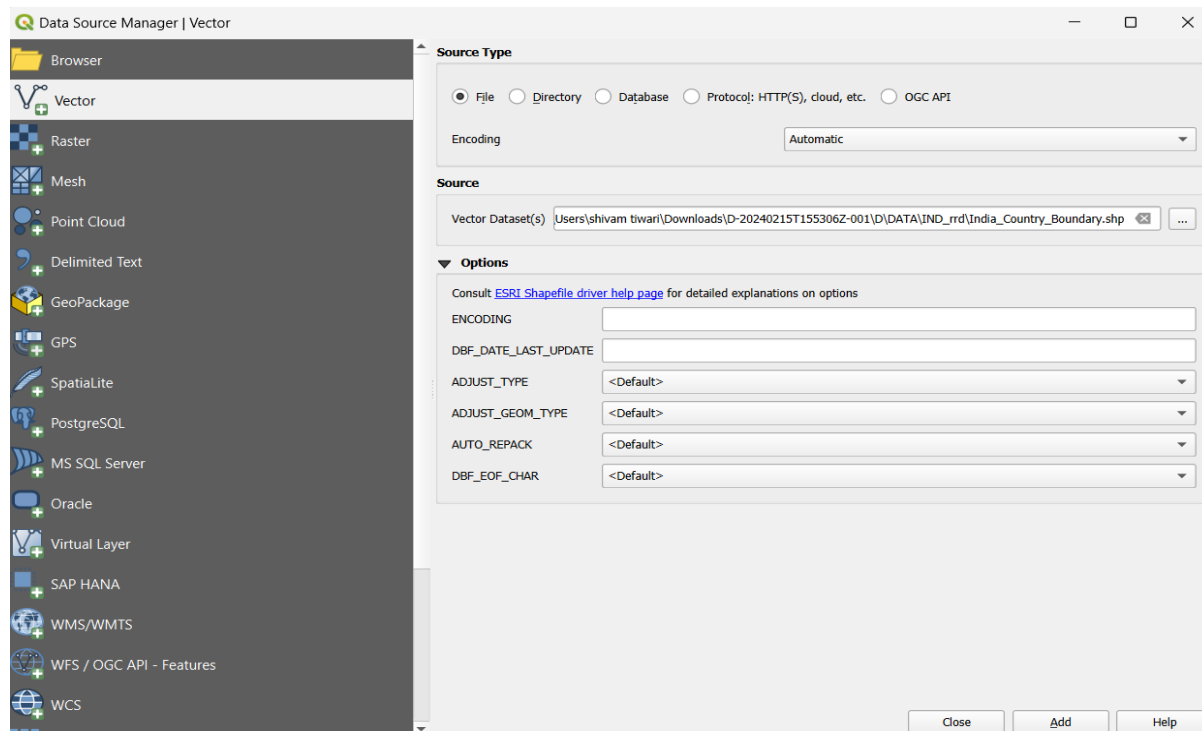 Data Source Manager | Vector
Browser
Vector
Raster
Mesh
Point Cloud
Delimited Text
GeoPackage
GPS
SpatiaLite
PostgreSQL
MS SQL Server
Oracle
Virtual Layer
SAP HANA
WMS/WMTS
WFS / OGC API - Features
WCS
Source Type
File Directory Database Protocol: HTTP(S), cloud, etc. OGC API
Encoding Automatic
Source
Vector Dataset(s) Users\shivam tiwari\Downloads\D-20240215T155306Z-001\D\DATA\IND_rrd\India_Country_Boundary.shp ...
Options
Consult ESRI Shapefile driver help page for detailed explanations on options
ENCODING
DBF_DATE_LAST_UPDATE
ADJUST_TYPE <Default>
ADJUST_GEOM_TYPE <Default>
AUTO_REPACK <Default>
DBF_EOF_CHAR <Default>
Close Add Help